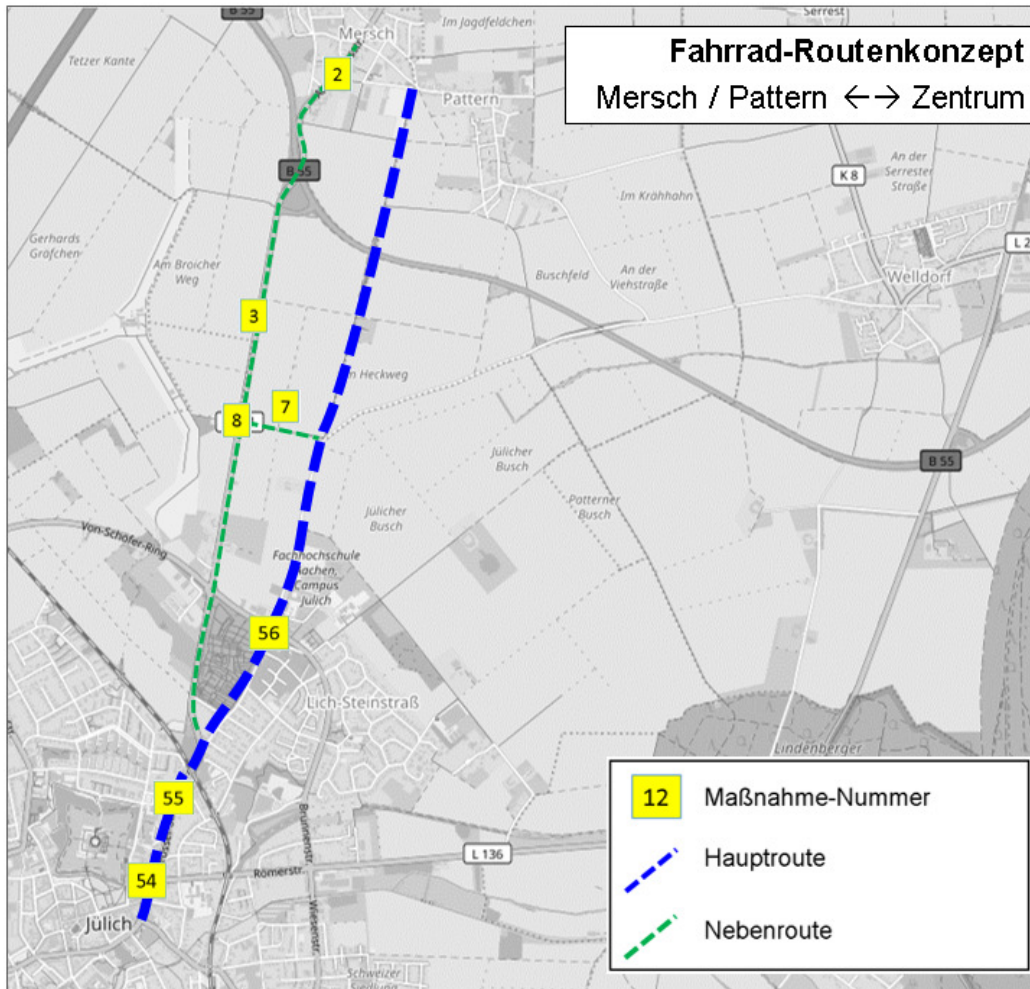 B 55
Mersch
Im Jagdfeldchen
Serrest
Tetzer Kante
2
Fahrrad-Routenkonzept
Mersch / Pattern ←→ Zentrum
Pattern
B 55
An der
Serrester
Straße
K 8
Im Kröhhahn
Gerhards
Gräfchen
Am Broicher
Weg
L 2
Buschfeld
An der
Viehstraße
Welldorf
3
n Heckweg
7
8
Jülicher
Busch
B 55
Patterner
Busch
Jülicher
Busch
Von-Schöfer-Ring
Fachhochschule
Aachen,
Campus
Jülich
56
Lich-Steinstraß
Lindenberger
55
12 Maßnahme-Nummer
Brunnenstr.
L 136
Hauptroute
54
Römerstr.
Wiesenstr.
Jülich
Nebenroute
Schweizer
Siedlung